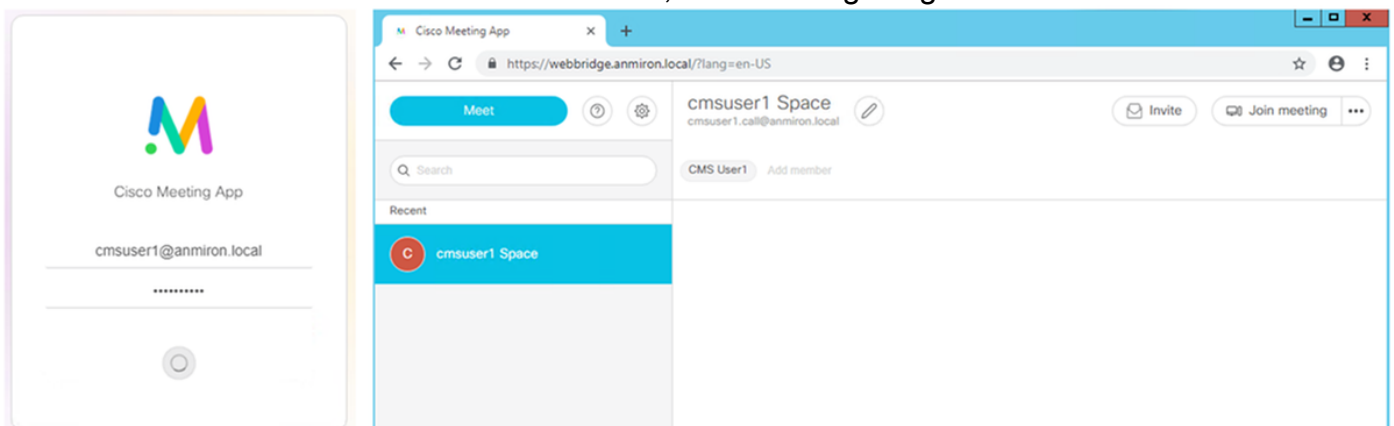 Cisco Meeting App
cmsuser1@anmiron.local
••••••••••
Cisco Meeting App
https://webbridge.anmiron.local/?lang=en-US
Meet
cmsuser1 Space
cmsuser1.call@anmiron.local
Invite
Join meeting
Search
CMS User1 Add member
Recent
C cmsuser1 Space